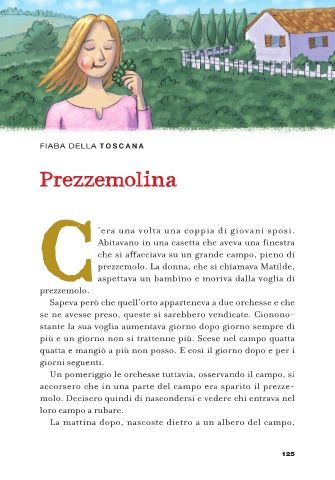 FIABA DELLA TOSCANA
Prezzemolina
C'era una volta una coppia di giovani sposi.
Abitavano in una casetta che aveva una finestra
che si affacciava su un grande campo, pieno di
prezzemolo. La donna, che si chiamava Matilde,
aspettava un bambino e moriva dalla voglia di
prezzemolo.
Sapeva però che quell'orto apparteneva a due orchesse e che
se ne avesse preso, queste si sarebbero vendicate. Cionono-
stante la sua voglia aumentava giorno dopo giorno sempre di
più e un giorno non si trattenne più. Scese nel campo quatta
quatta e mangiò a più non posso. E così il giorno dopo e per i
giorni seguenti.
Un pomeriggio le orchesse tuttavia, osservando il campo, si
accorsero che in una parte del campo era sparito il prezze-
molo. Decisero quindi di nascondersi e vedere chi entrava nel
loro campo a rubare.
La mattina dopo, nascoste dietro a un albero del campo,
125